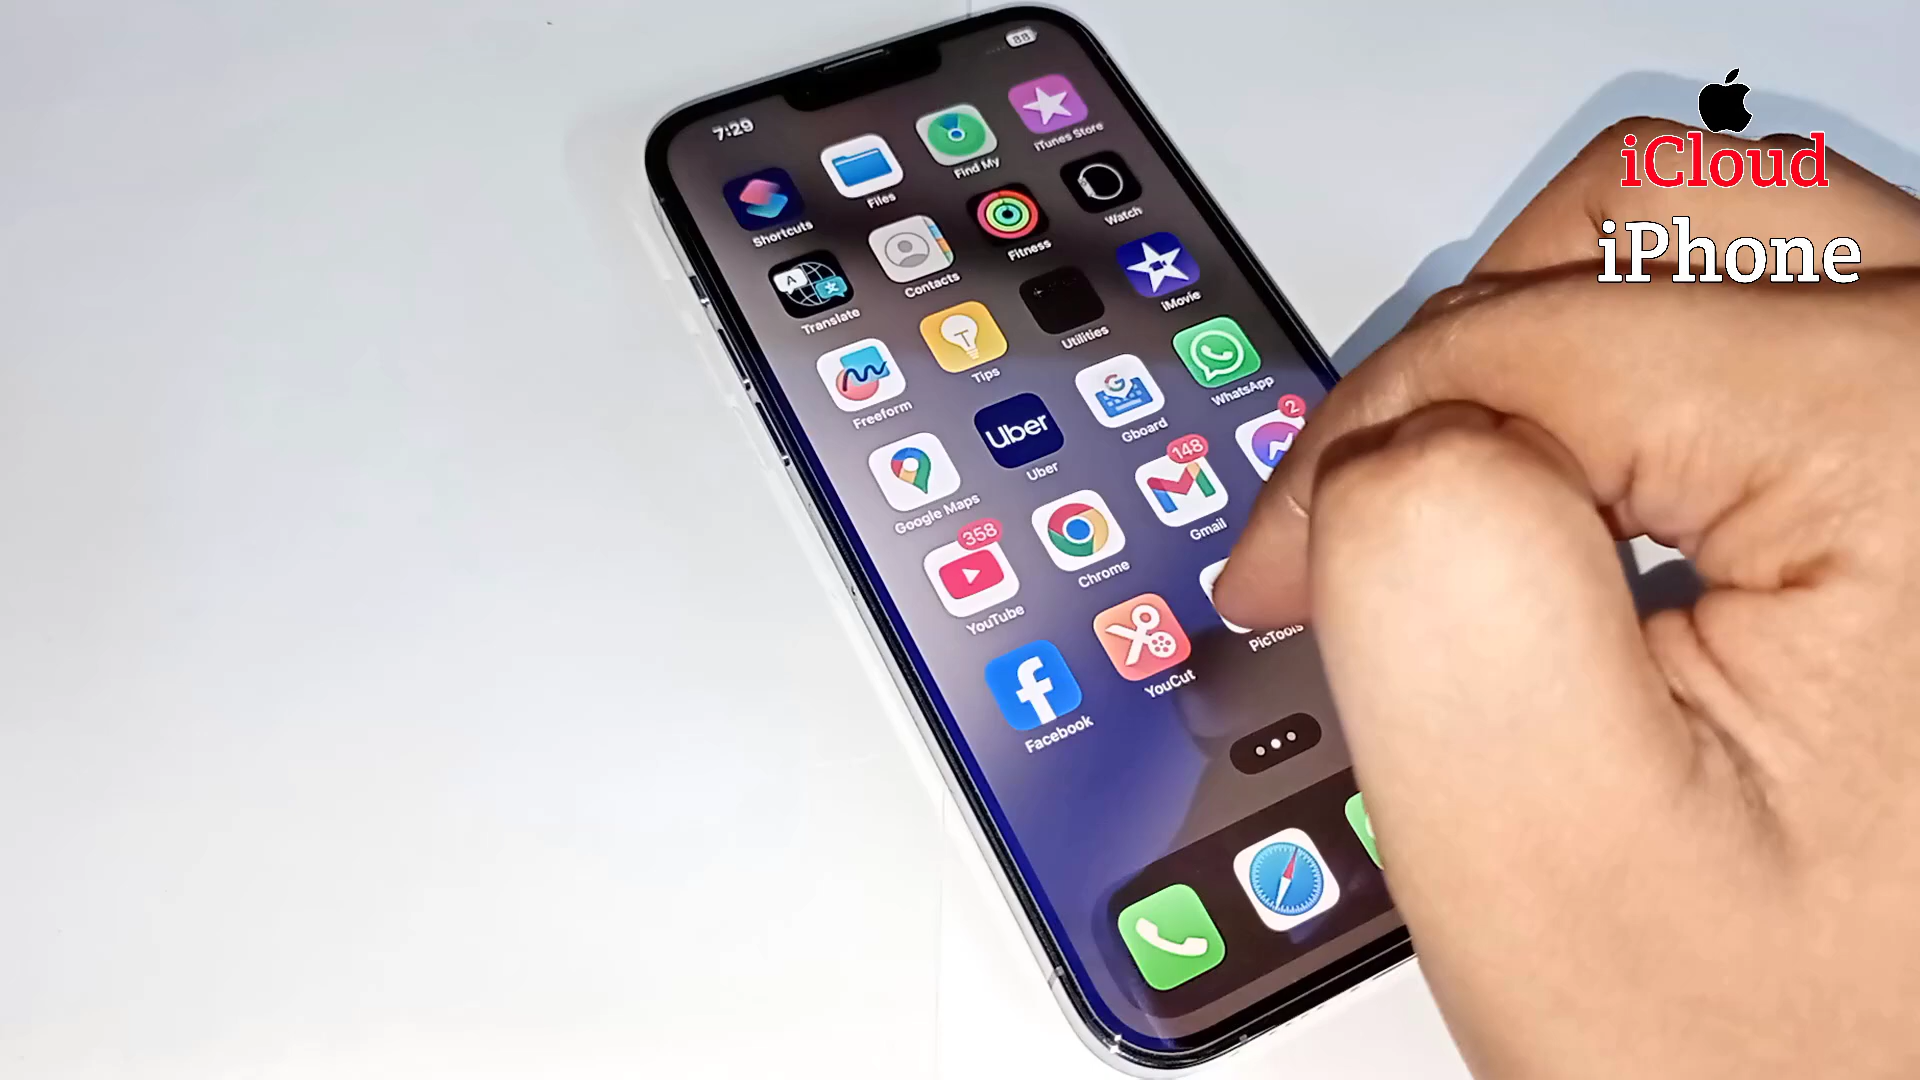 7:29
88
iCloud
iPhone
Shortcuts
Files
Find My
iTunes Store
Translate
Contacts
Fitness
Watch
Freeform
Tips
Utilities
iMovie
Google Maps
Uber
Uber
Gboard
WhatsApp
358
YouTube
Chrome
148
Gmail
2
Facebook
YouCut
PicTools